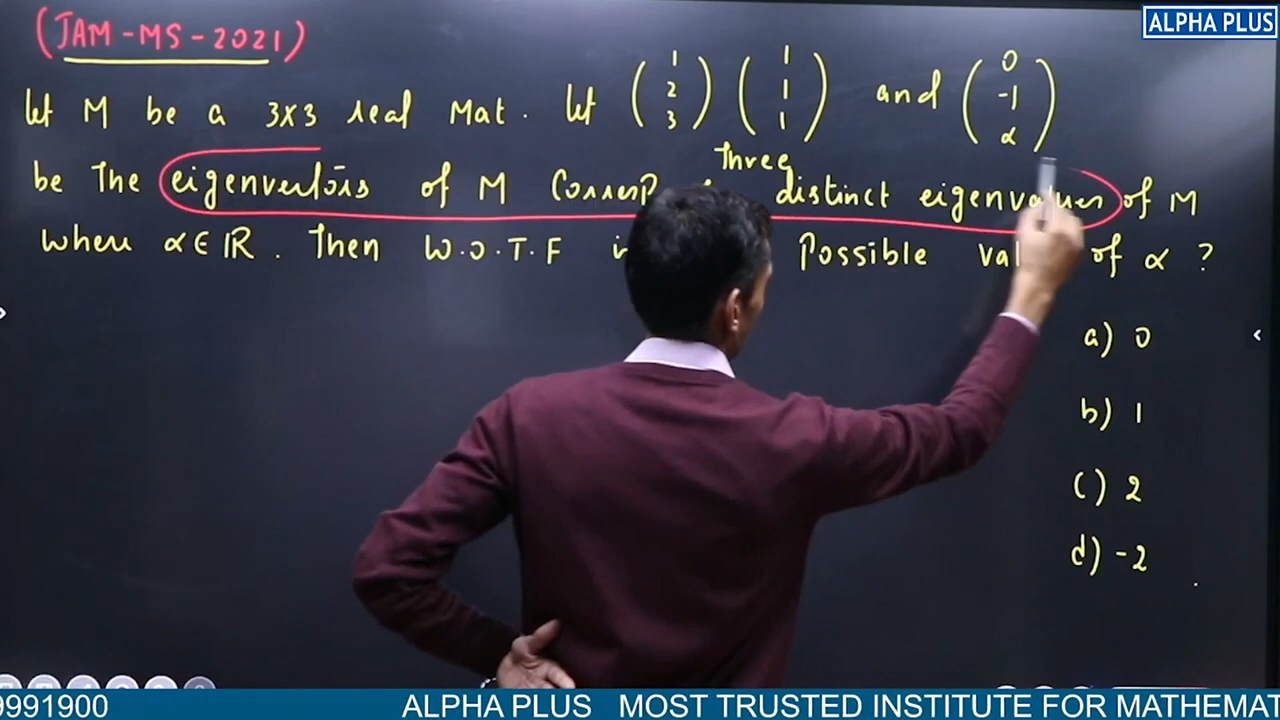 (JAM-MS-2021)
ALPHA PLUS
let M be a 3x3 real Mat. let (1 2 3) (1 1 1) and (0 -1 α)
be the eigenvectors of M Corresp three distinct eigenvalues of M
where α∈ℝ. Then W.O.T.F Possible of α ?
a) 0
b) 1
c) 2
d) -2
9991900 ALPHA PLUS MOST TRUSTED INSTITUTE FOR MATHEMAT